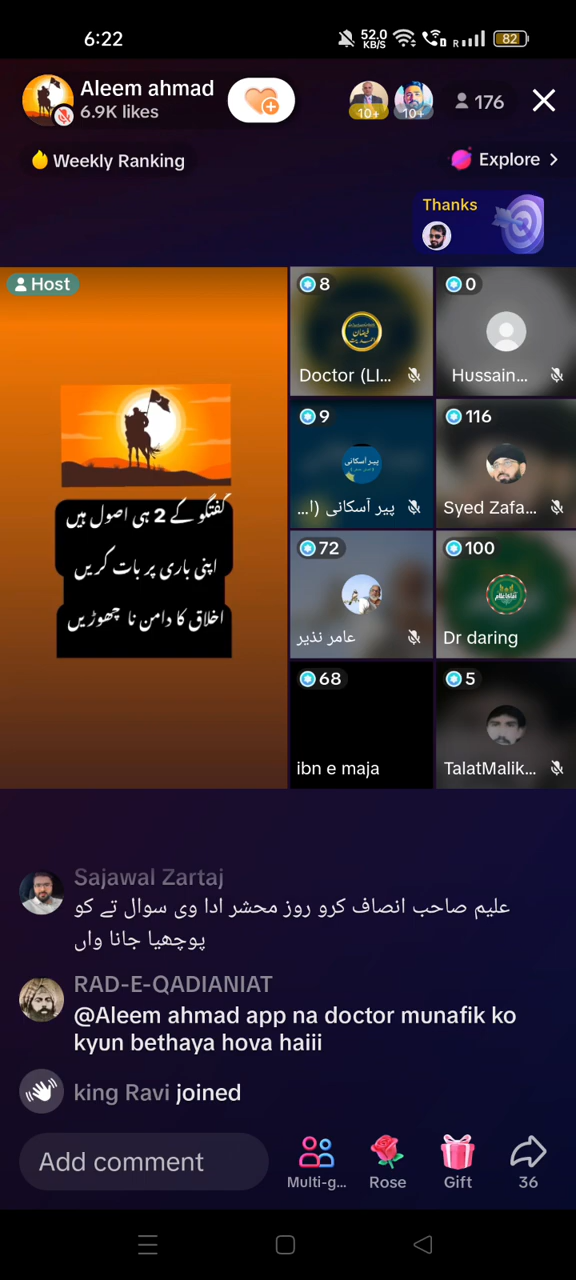 6:22
52.0
KB/S
R
82
Aleem ahmad
6.9K likes
10+
10+
176
Weekly Ranking
Explore
Thanks
Host
گفتگو کے 2 ہی اصول ہیں
اپنی باری پر بات کریں
اخلاق کا دامن نا چھوڑیں
8
فیضان
Doctor (LI...
0
Hussain...
9
پیر آسکانی
پیر آسکانی (ا...
116
Syed Zafa...
72
عامر نذیر
100
Dr daring
68
ibn e maja
5
TalatMalik...
Sajawal Zartaj
علیم صاحب انصاف کرو روز محشر ادا وی سوال تے کو
پوچھیا جانا واں
RAD-E-QADIANIAT
@Aleem ahmad app na doctor munafik ko
kyun bethaya hova haiii
king Ravi joined
Add comment
Multi-g...
Rose
Gift
36